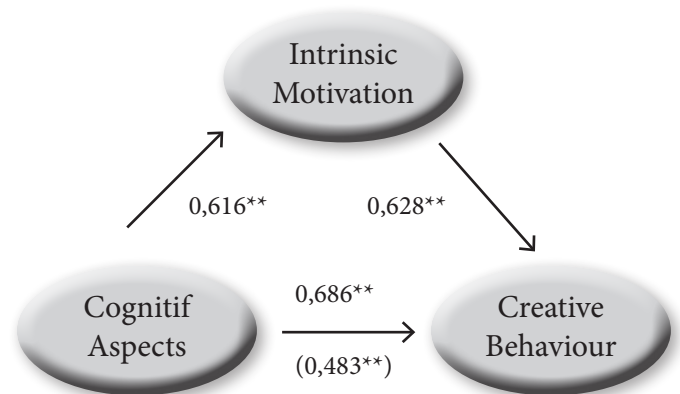 Intrinsic
Motivation
0,616**
0,628**
Cognitif
Aspects
0,686**
(0,483**)
Creative
Behaviour